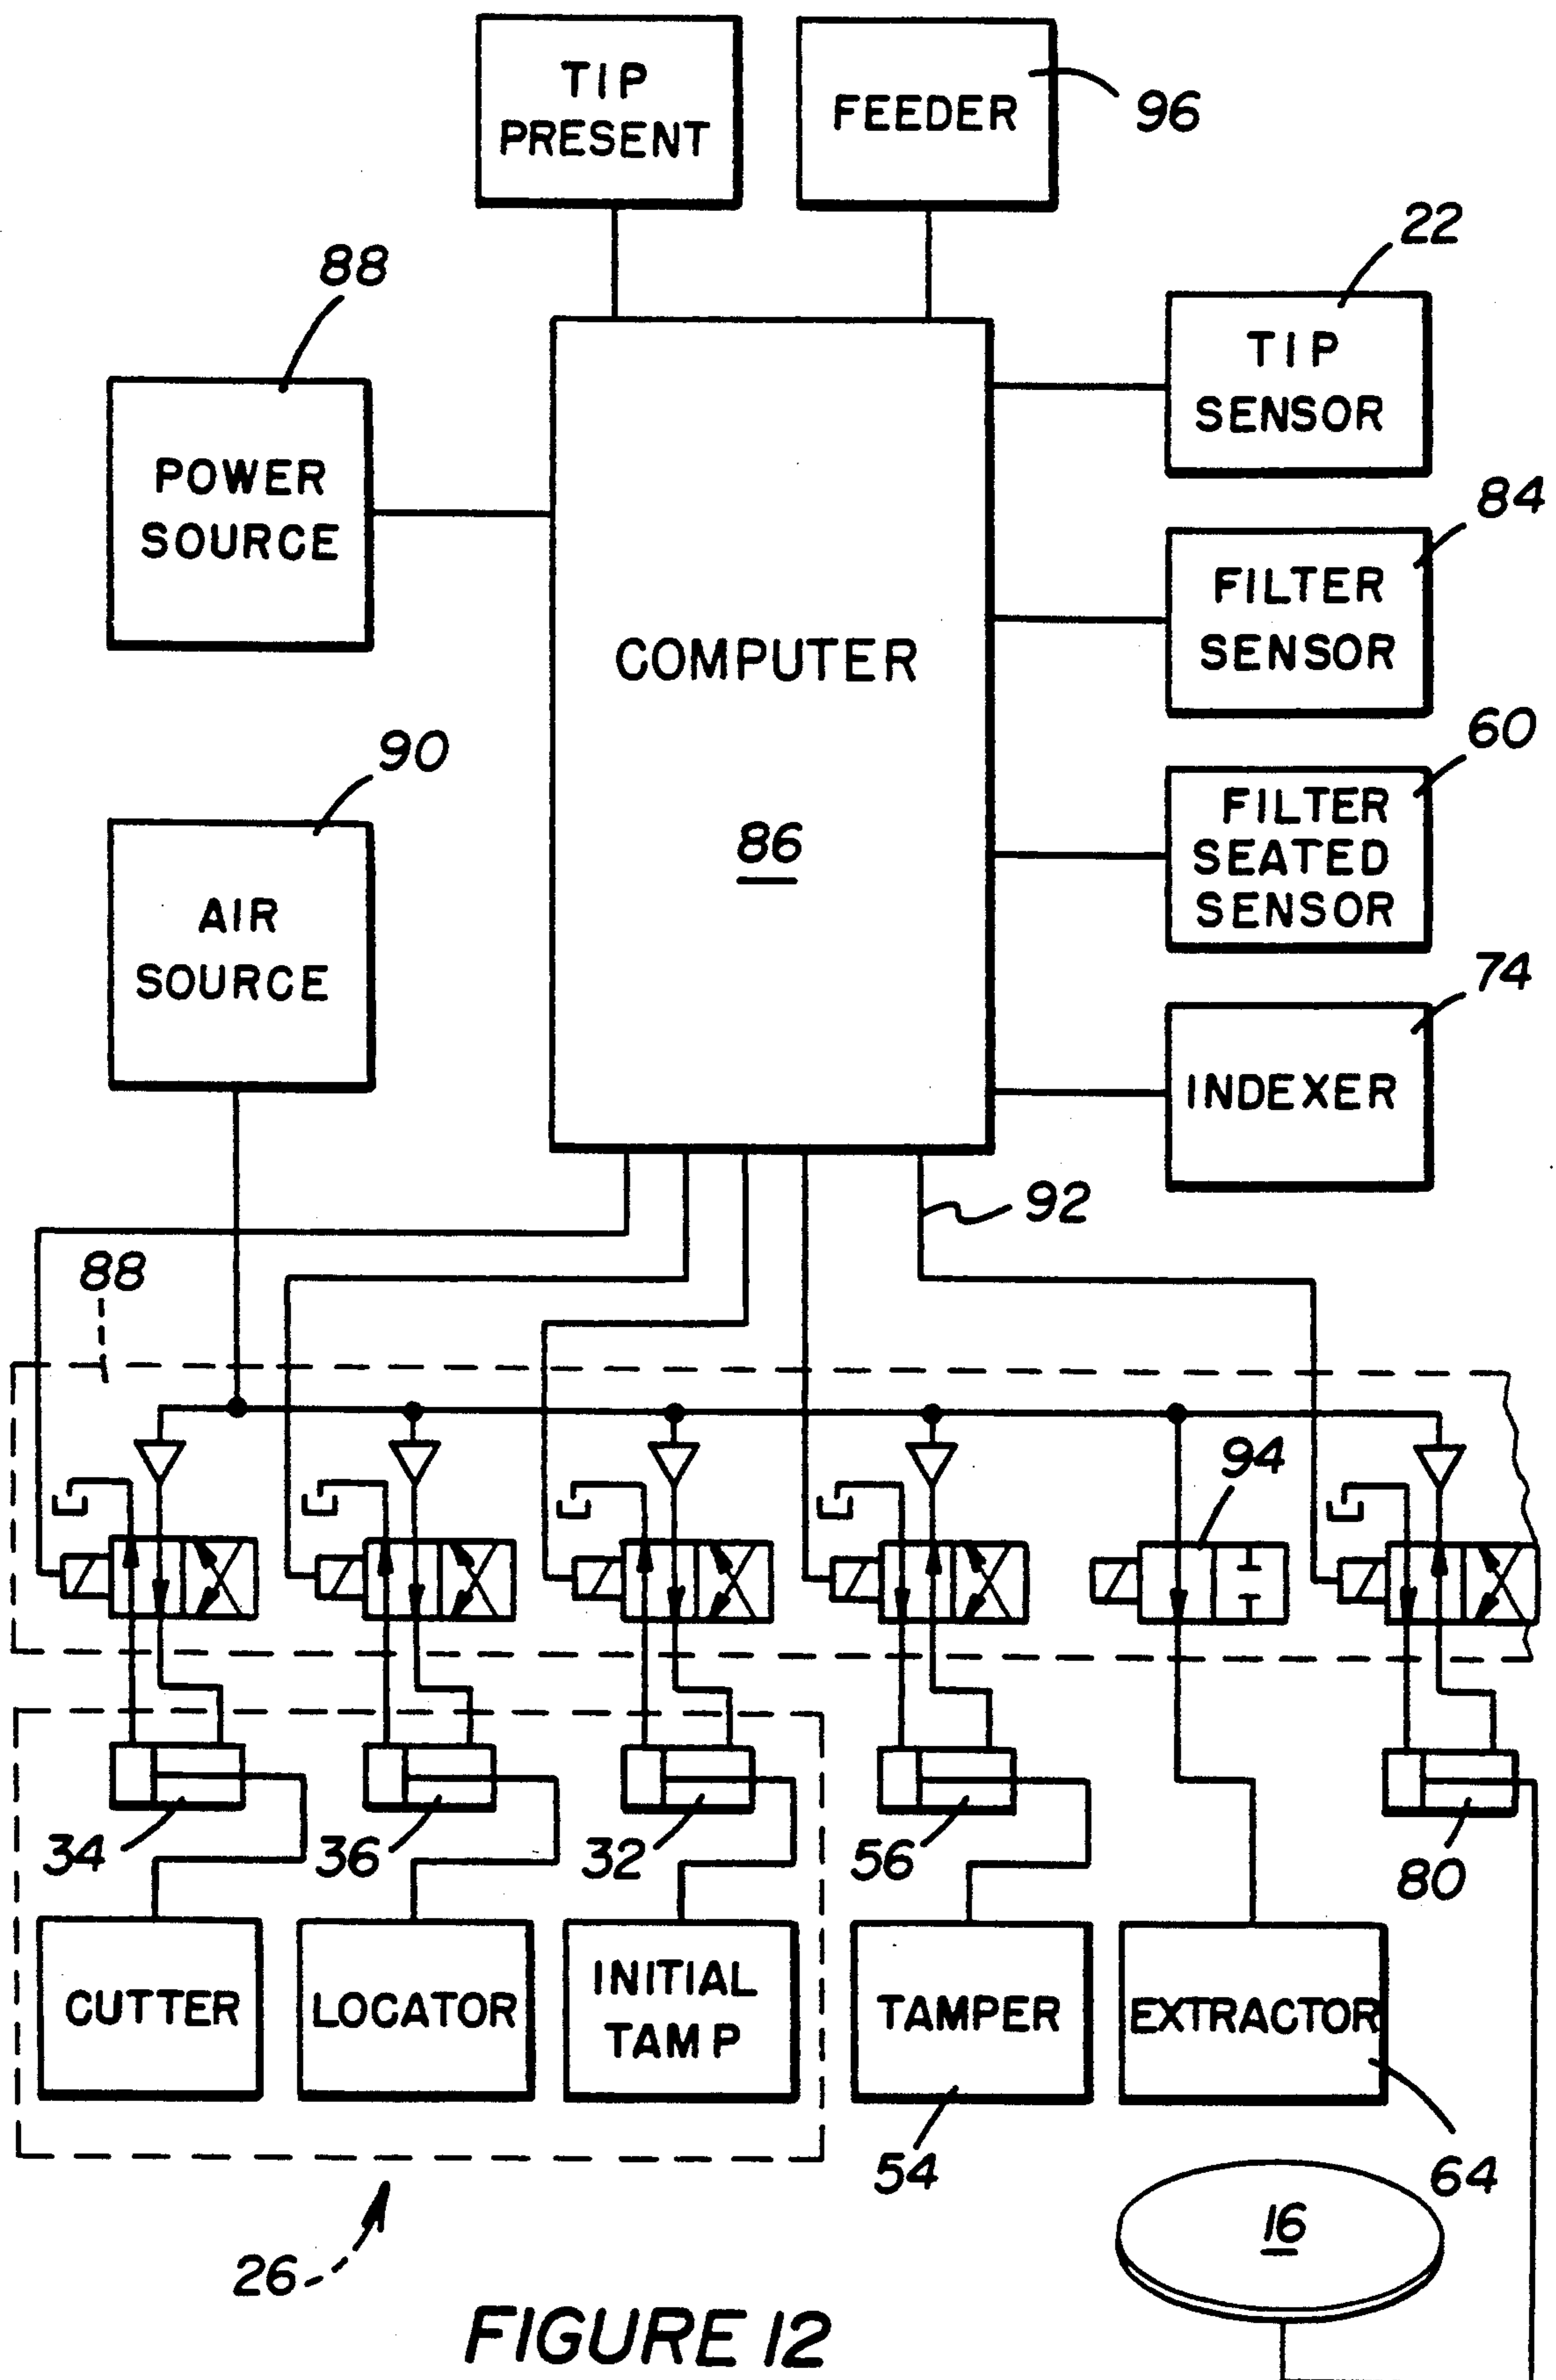 TIP
PRESENT
FEEDER
96
22
88
TIP
SENSOR
POWER
SOURCE
84
FILTER
SENSOR
COMPUTER
86
90
60
FILTER
SEATED
SENSOR
AIR
SOURCE
74
INDEXER
92
88
94
34
36
32
56
80
CUTTER
LOCATOR
INITIAL
TAMP
TAMPER
EXTRACTOR
54
64
16
26
FIGURE 12